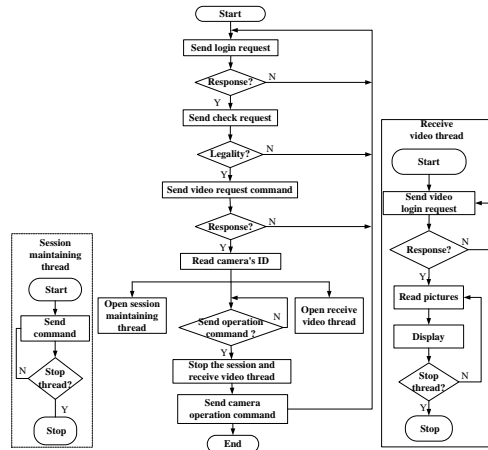 Start
Send login request
Response?
N
Y
Send check request
Legality?
N
Y
Send video request command
Response?
N
Y
Read camera's ID
Open session
maintaining
thread
Send operation
command ?
N
Y
Open receive
video thread
Stop the session and
receive video thread
Send camera
operation command
End
Session
maintaining
thread
Start
Send
command
Stop
thread?
N
Y
Stop
Receive
video thread
Start
Send video
login request
Response?
N
Y
Read pictures
Display
Stop
thread?
N
Y
Stop